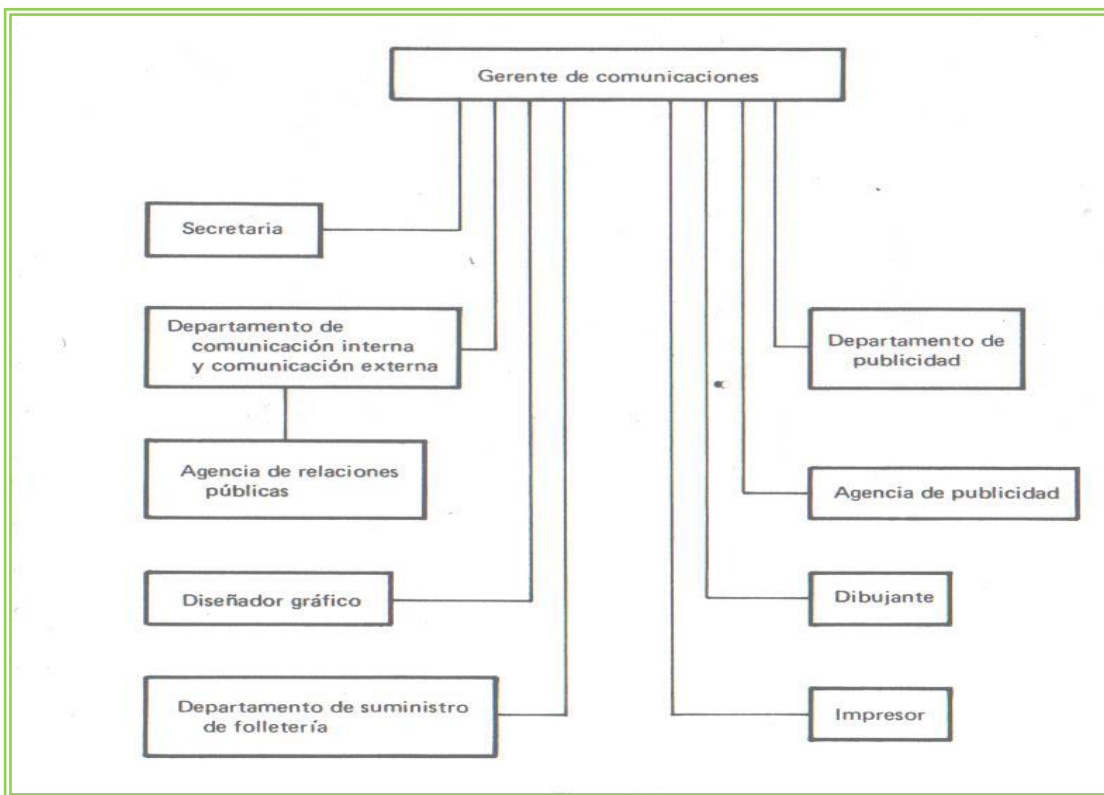 Gerente de comunicaciones
Secretaria
Departamento de
comunicación interna
y comunicación externa
Agencia de relaciones
públicas
Diseñador gráfico
Departamento de suministro
de folletería
Departamento de
publicidad
Agencia de publicidad
Dibujante
Impresor